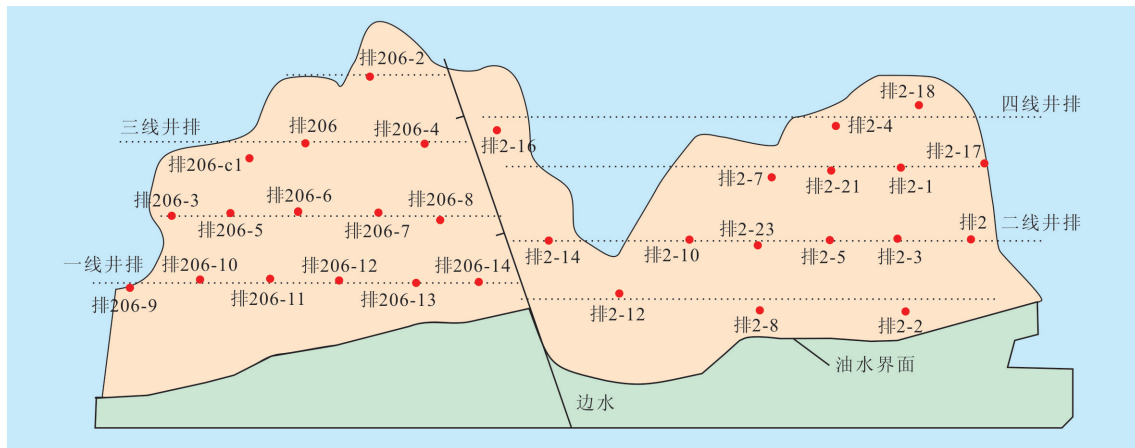 排206-2
排2-18
四线井排
三线井排
排206
排206-4
排2-4
排2-16
排206-c1
排2-17
排2-7
排2-21
排2-1
排206-3
排206-6
排206-8
排206-5
排206-7
排2-23
排2
二线井排
排2-14
排2-10
排2-5
排2-3
一线井排
排206-10
排206-12
排206-14
排206-9
排206-11
排206-13
排2-12
排2-8
排2-2
油水界面
边水